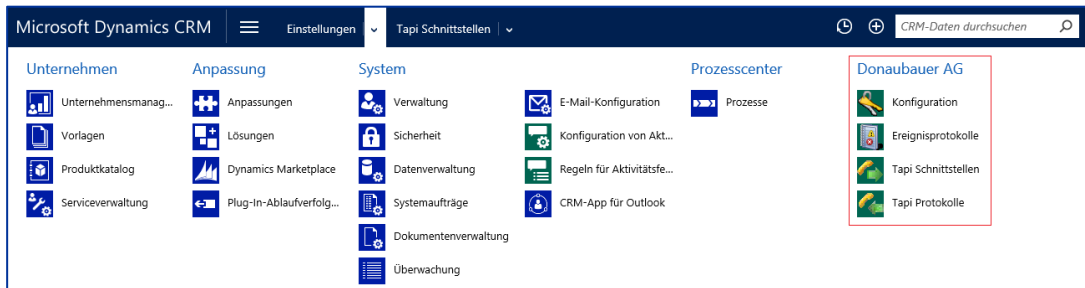 Microsoft Dynamics CRM Einstellungen Tapi Schnittstellen CRM-Daten durchsuchen
Unternehmen
Unternehmensmanag...
Vorlagen
Produktkatalog
Serviceverwaltung
Anpassung
Anpassungen
Lösungen
Dynamics Marketplace
Plug-In-Ablaufverfolg...
System
Verwaltung
Sicherheit
Datenverwaltung
Systemaufträge
Dokumentenverwaltung
Überwachung
E-Mail-Konfiguration
Konfiguration von Akt...
Regeln für Aktivitätsfe...
CRM-App für Outlook
Prozesscenter
Prozesse
Donaubauer AG
Konfiguration
Ereignisprotokolle
Tapi Schnittstellen
Tapi Protokolle